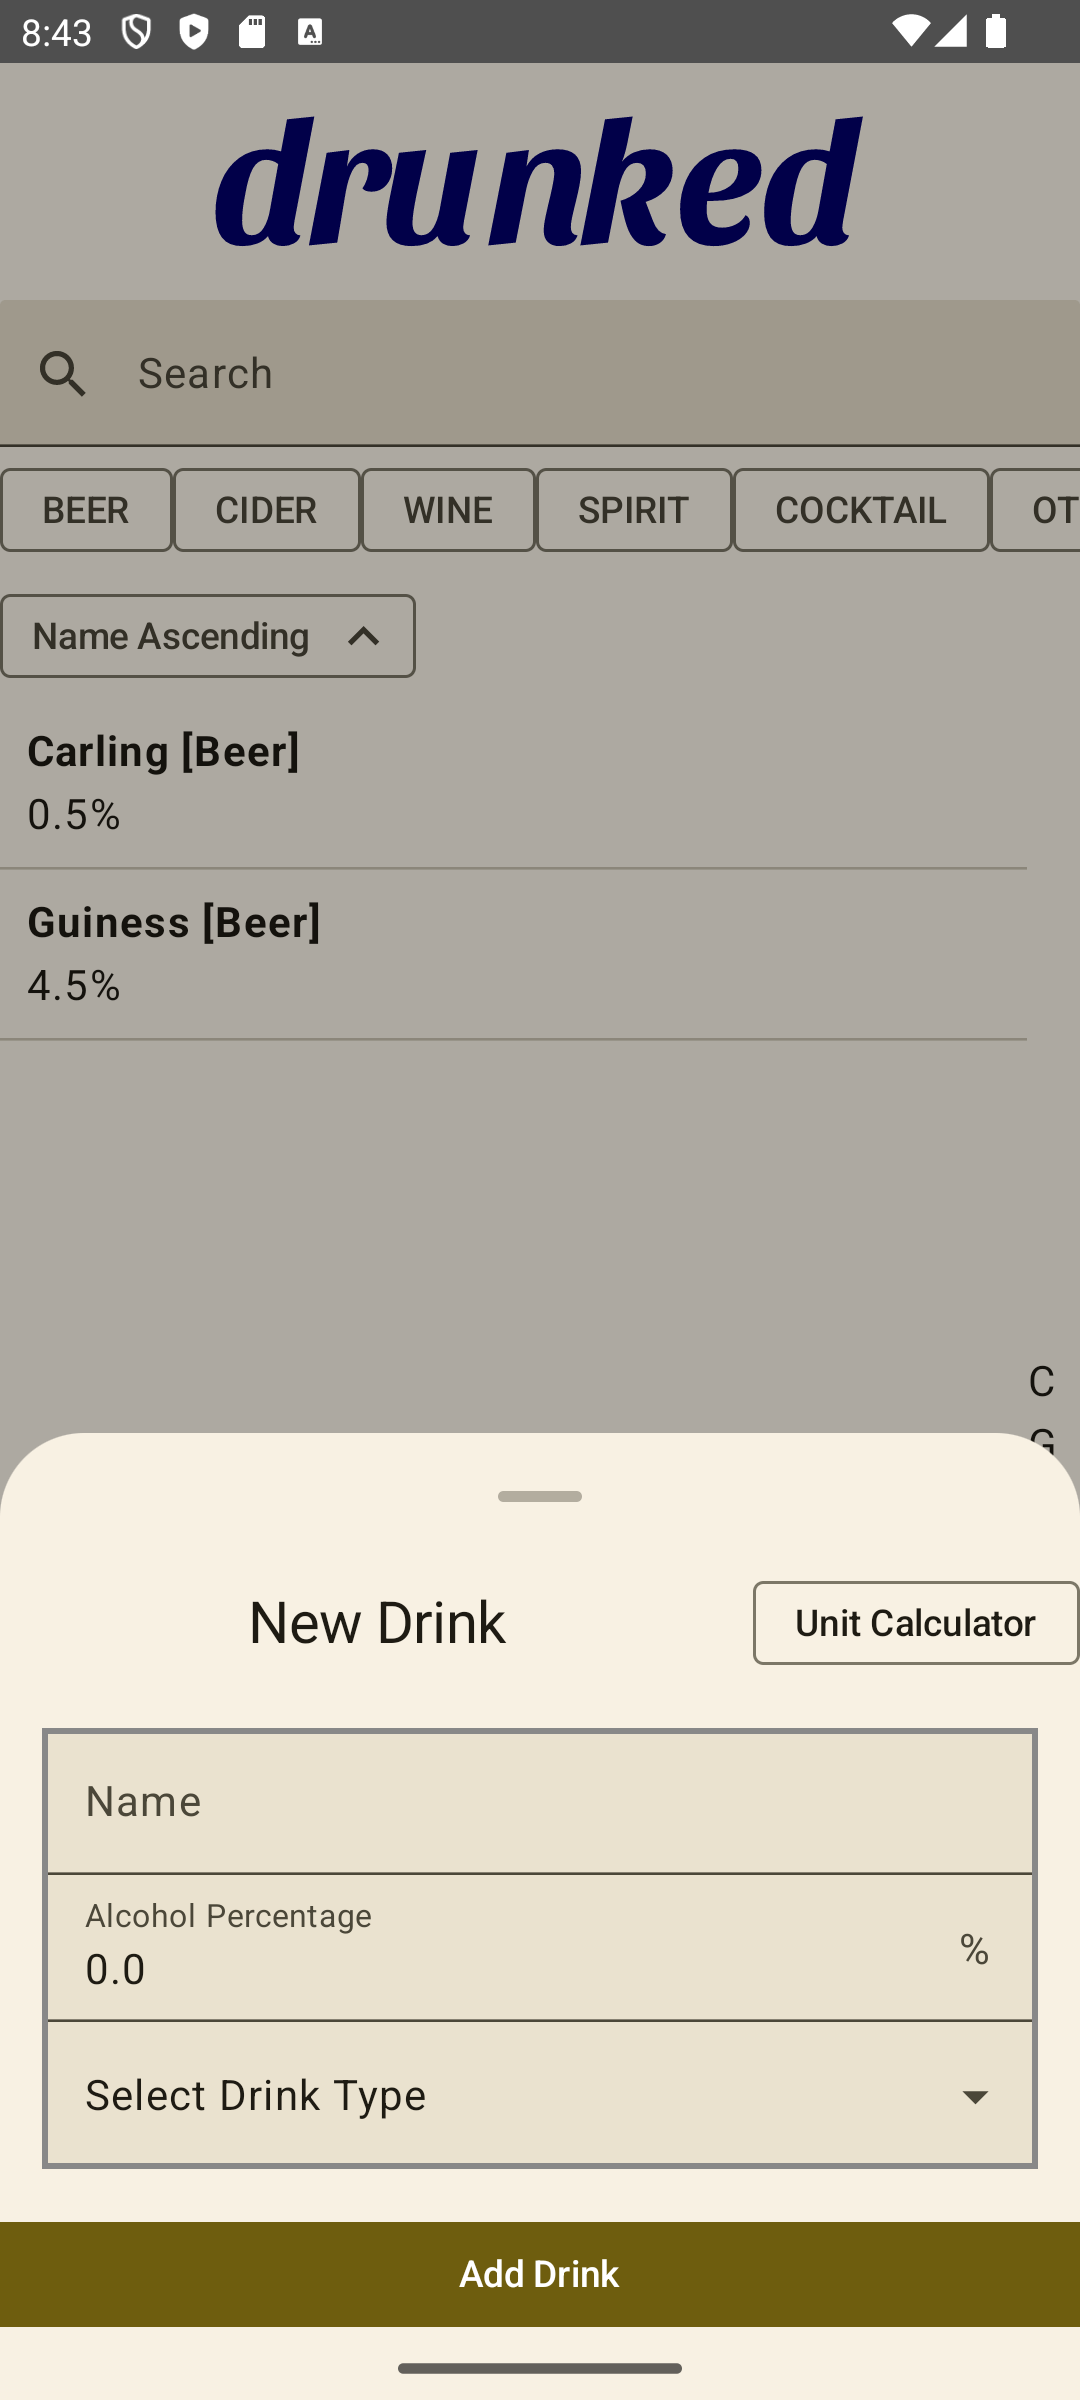 8:43
drunked
Search
BEER CIDER WINE SPIRIT COCKTAIL OT
Name Ascending
Carling [Beer]
0.5%
Guiness [Beer]
4.5%
C
G
New Drink
Unit Calculator
Name
Alcohol Percentage
0.0 %
Select Drink Type
Add Drink